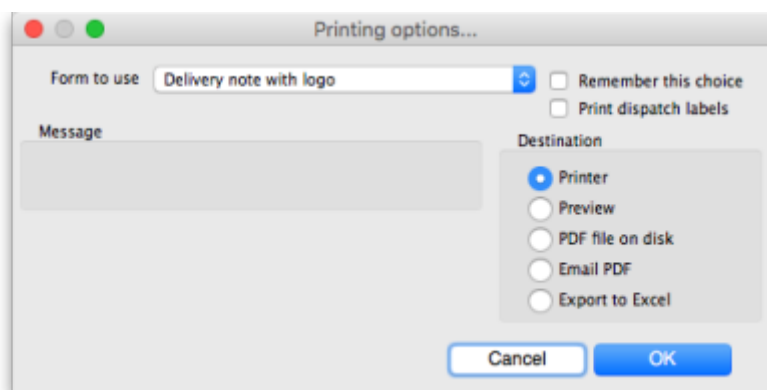 Printing options...
Form to use Delivery note with logo Remember this choice
Print dispatch labels
Message
Destination
Printer
Preview
PDF file on disk
Email PDF
Export to Excel
Cancel OK